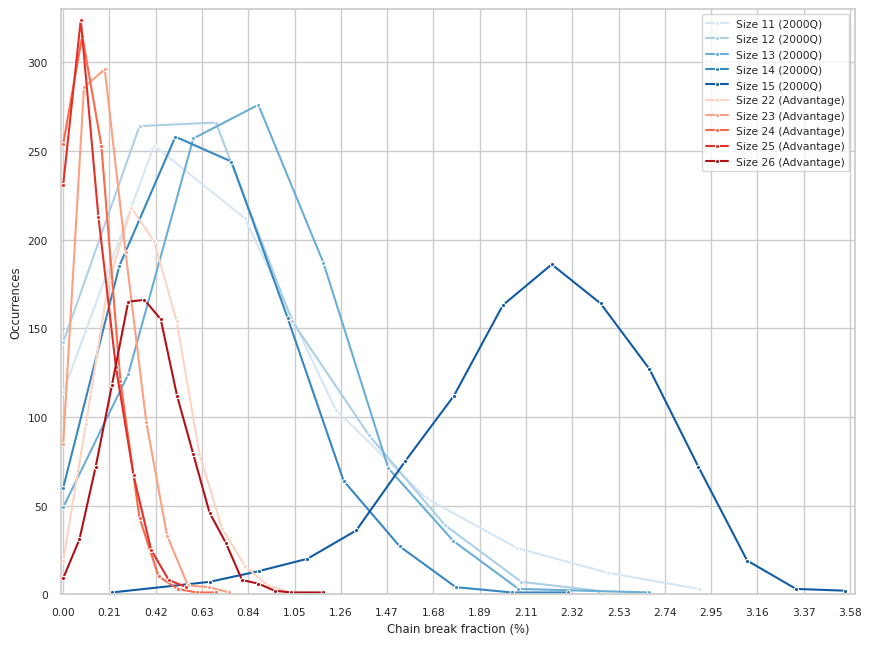 Size 11 (2000Q)
Size 12 (2000Q)
Size 13 (2000Q)
Size 14 (2000Q)
Size 15 (2000Q)
Size 22 (Advantage)
Size 23 (Advantage)
Size 24 (Advantage)
Size 25 (Advantage)
Size 26 (Advantage)
Occurrences
300
250
200
150
100
50
0
0.00 0.21 0.42 0.63 0.84 1.05 1.26 1.47 1.68 1.89 2.11 2.32 2.53 2.74 2.95 3.16 3.37 3.58
Chain break fraction (%)